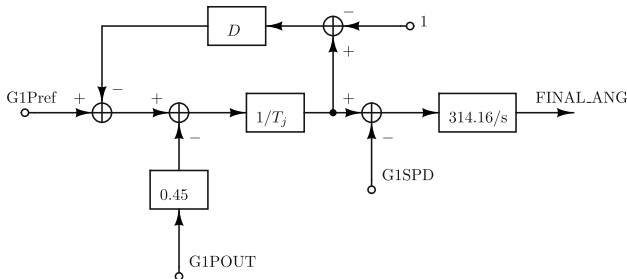 D
−
1
+
−
G1Pref
+
+
1/T_j
+
314.16/s
FINAL_ANG
−
−
0.45
G1SPD
G1POUT